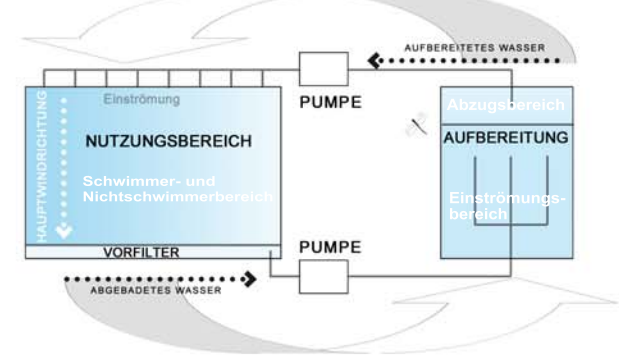 AUFBEREITETES WASSER
PUMPE
Einströmung
HAUPTWINDRICHTUNG
NUTZUNGSBEREICH
Schwimmer- und
Nichtschwimmerbereich
VORFILTER
Abzugsbereich
AUFBEREITUNG
Einströmungs-
bereich
PUMPE
ABGEBADETES WASSER